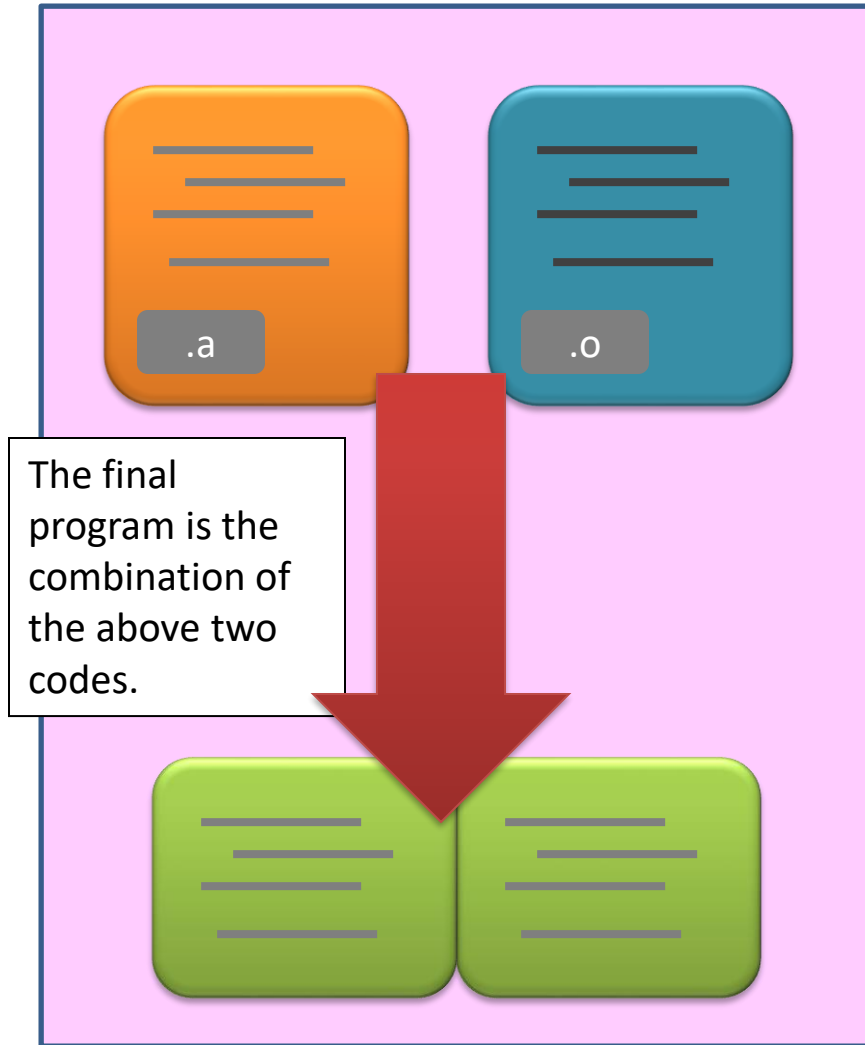 .a
.o
The final
program is the
combination of
the above two
codes.